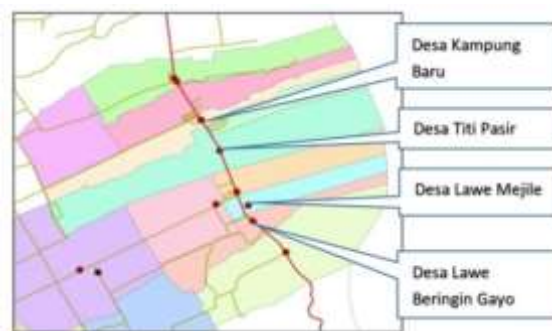 Desa Kampung
Baru
Desa Titi Pasir
Desa Lawe Mejile
Desa Lawe
Beringin Gayo